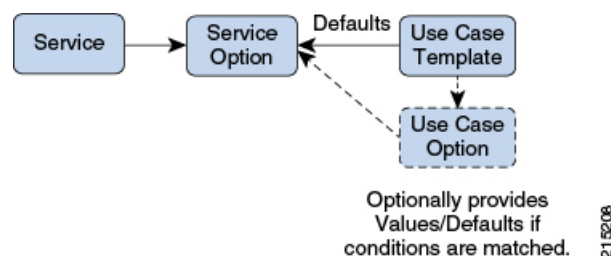 Service
Service
Option
Defaults
Use Case
Template
Use Case
Option
Optionally provides
Values/Defaults if
conditions are matched.
215208